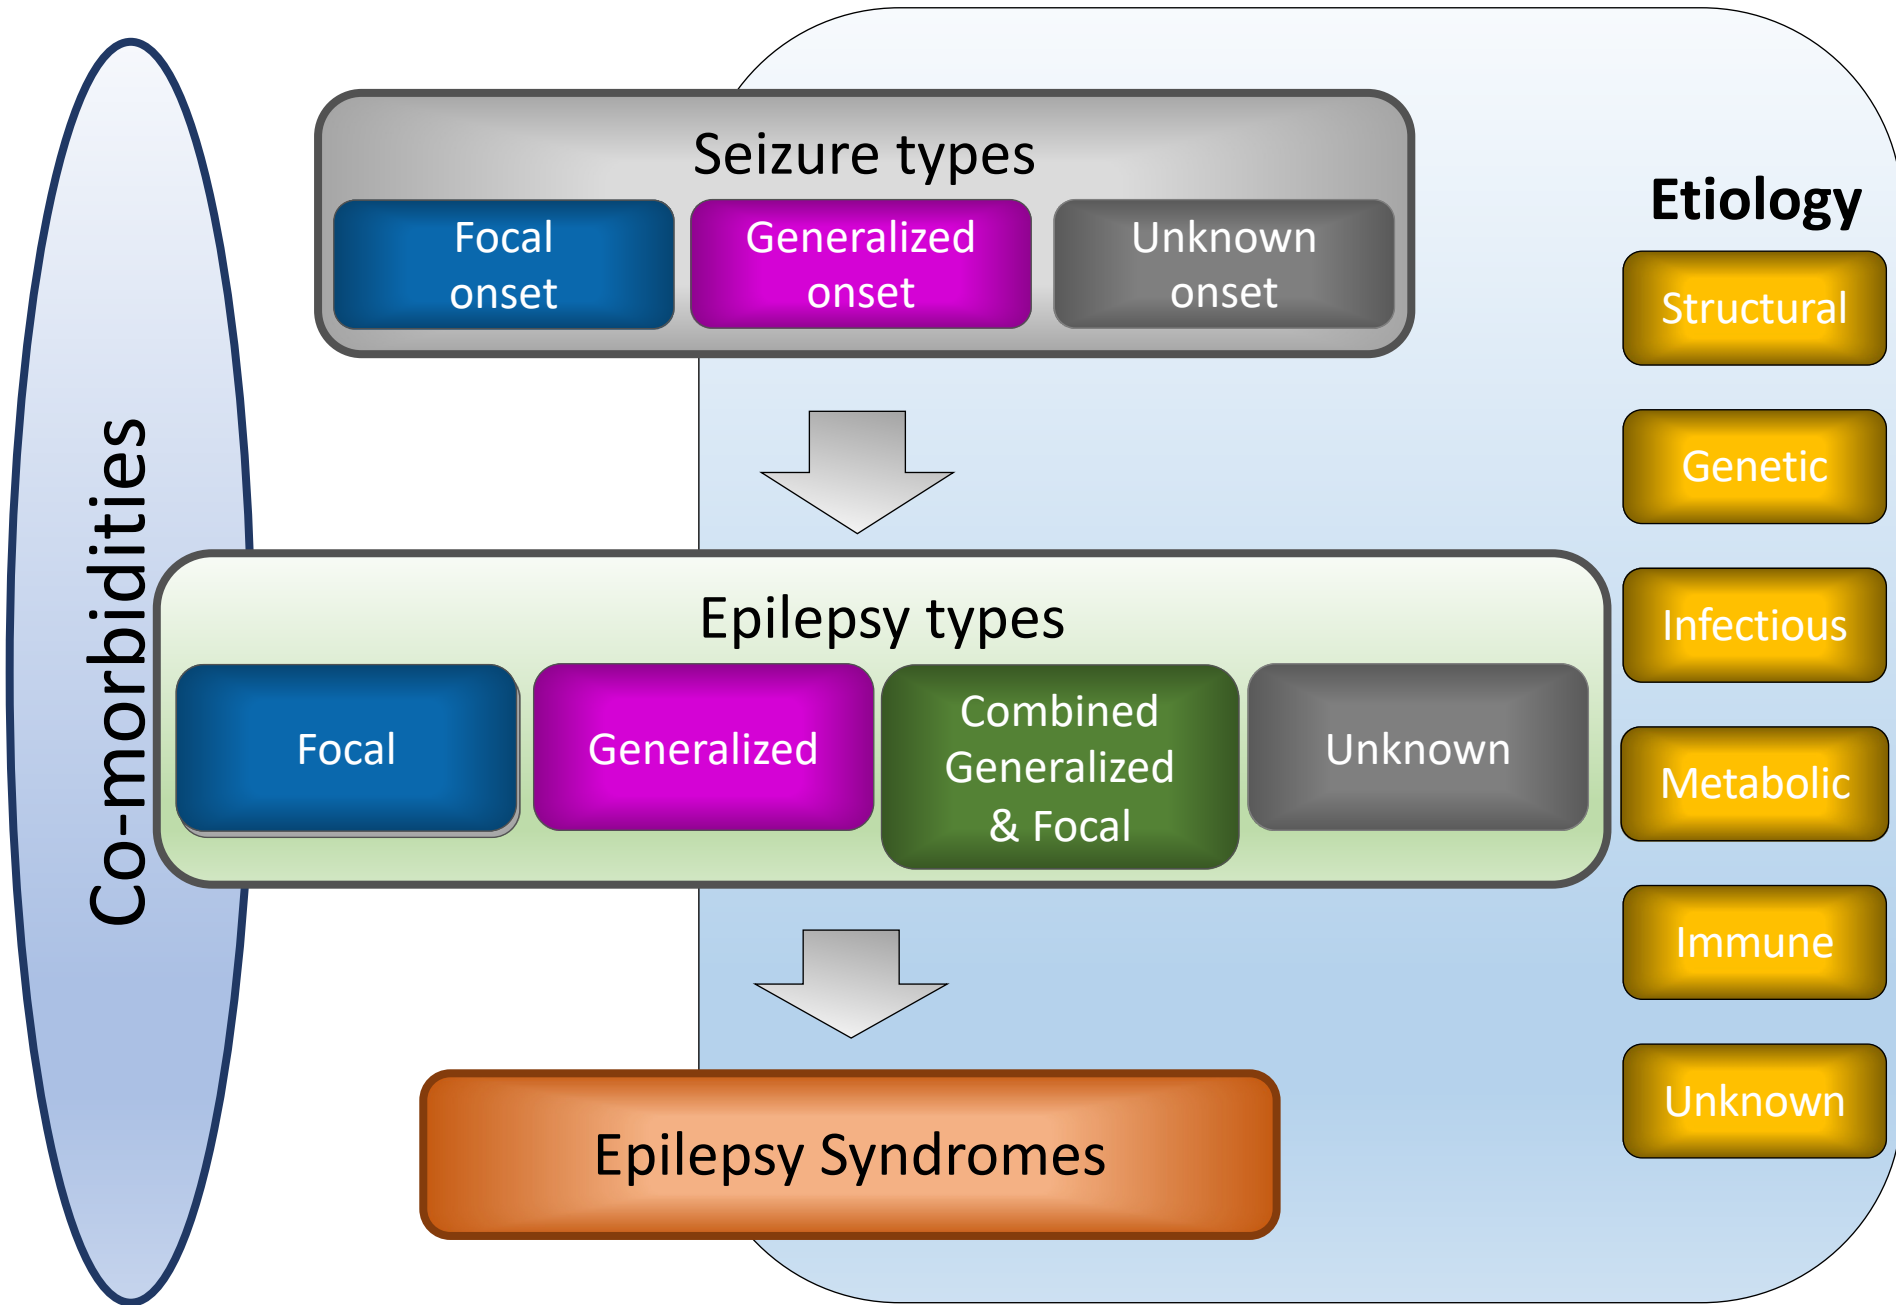 Co-morbidities
Seizure types
Focal
onset
Generalized
onset
Unknown
onset
Epilepsy types
Focal
Generalized
Combined
Generalized
& Focal
Unknown
Epilepsy Syndromes
Etiology
Structural
Genetic
Infectious
Metabolic
Immune
Unknown